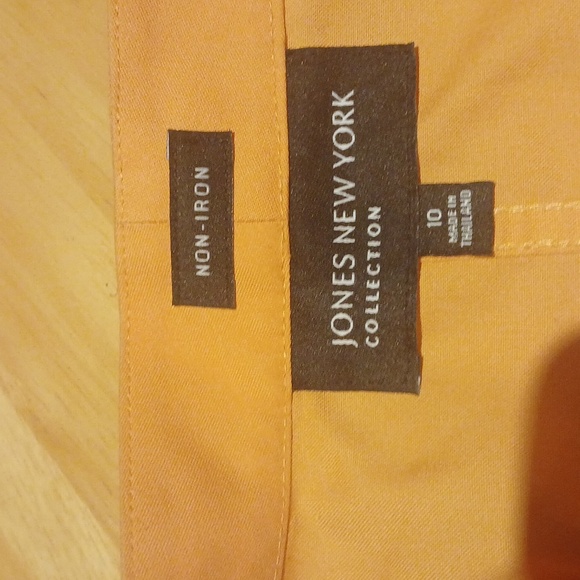 NON-IRON
JONES NEW YORK
COLLECTION
10
MADE IN
THAILAND